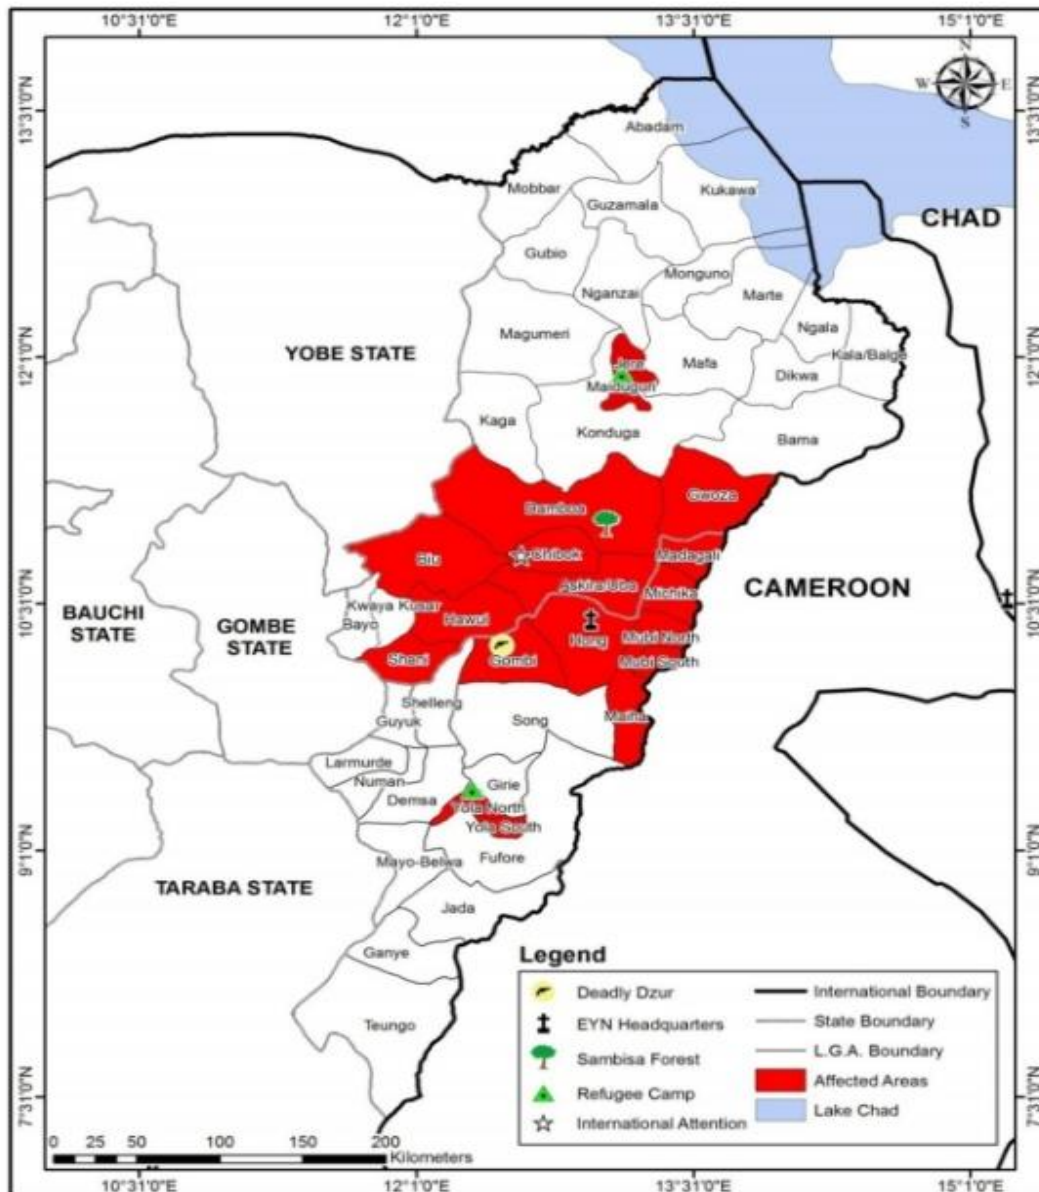 10°31'0"E 12°1'0"E 13°31'0"E 15°1'0"E
N
W E
S
13°31'0"N 13°31'0"N
Abadam
Mobbar
Kukawa
Guzamala
CHAD
Gubio
Monguno
Nganzai
Marte
Magumeri
Ngala
12°1'0"N 12°1'0"N
YOBE STATE
Kala/Balge
Jere
Mafa
Dikwa
Maidugun
Kaga
Konduga
Bama
Gwoza
Damboa
Chibok
Madagali
Biu
Askira/Uba
CAMEROON
Michika
10°31'0"N 10°31'0"N
Kwaya Kusar
BAUCHI
STATE
GOMBE
STATE
Bayo
Hawul
Hong
Mubi North
Shani
Gombi
Mubi South
Shelleng
Maiha
Guyuk
Song
Larmurde
Numan
Girie
Demsa
Yola North
Yola South
9°1'0"N 9°1'0"N
Mayo-Belwa
Fufore
TARABA STATE
Jada
Ganye
Teungo
Legend
Deadly Dzur
EYN Headquarters
Sambisa Forest
Refugee Camp
International Attention
International Boundary
State Boundary
L.G.A. Boundary
Affected Areas
Lake Chad
7°31'0"N 7°31'0"N
0 25 50 100 150 200
Kilometers
10°31'0"E 12°1'0"E 13°31'0"E 15°1'0"E